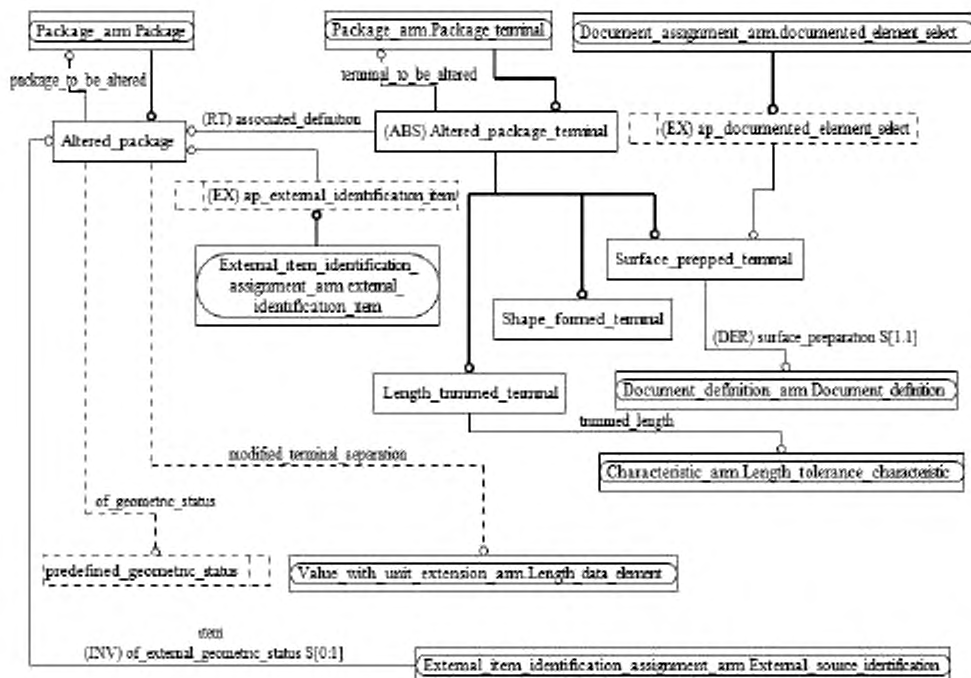 Package_arm.Package
Package_arm.Package_terminal
Document_assignment_arm.documented_element_select
package_to_be_altered
terminal_to_be_altered
(RT) associated_definition
Altered_package
(ABS) Altered_package_terminal
(EX) ap_documented_element_select
(EX) ap_external_identification_item
External_item_identification_
assignment_arm.external_
identification_item
Surface_prepped_terminal
Shape_formed_terminal
(DER) surface_preparation S[1:1]
Length_trimmed_terminal
Document_definition_arm.Document_definition
trimmed_length
modified_terminal_separation
Characteristic_arm.Length_tolerance_characteristic
of_geometric_status
predefined_geometric_status
Value_with_unit_extension_arm.Length_data_element
item
(INV) of_external_geometric_status S[0:1]
External_item_identification_assignment_arm.External_source_identification